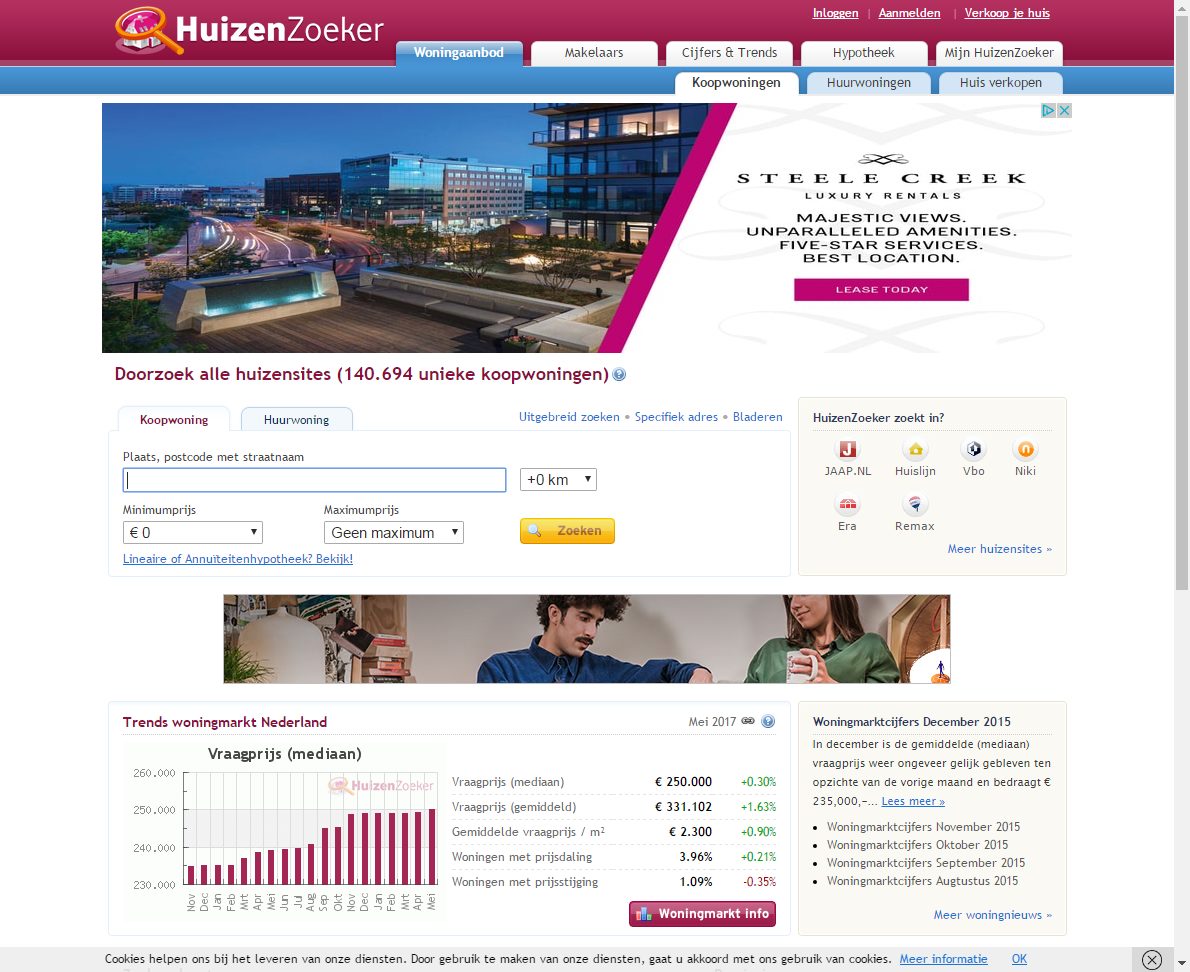 HuizenZoeker
Inloggen | Aanmelden | Verkoop je huis
Woningaanbod
Makelaars
Cijfers & Trends
Hypotheek
Mijn HuizenZoeker
Koopwoningen
Huurwoningen
Huis verkopen
STEELE CREEK
LUXURY RENTALS
MAJESTIC VIEWS.
UNPARALLELED AMENITIES.
FIVE-STAR SERVICES.
BEST LOCATION.
LEASE TODAY
Doorzoek alle huizensites (140.694 unieke koopwoningen)
Koopwoning
Huurwoning
Uitgebreid zoeken • Specifiek adres • Bladeren
Plaats, postcode met straatnaam
+0 km
Minimumprijs
Maximumprijs
€ 0
Geen maximum
Zoeken
Lineaire of Annuïteitenhypotheek? Bekijk!
HuizenZoeker zoekt in?
JAAP.NL
Huislijn
Vbo
Niki
Era
Remax
Meer huizensites »
Trends woningmarkt Nederland
Mei 2017
Vraagprijs (mediaan)
HuizenZoeker
260.000
250.000
240.000
230.000
Nov Dec Jan Feb Mrt Apr Mei Jun Jul Aug Sep Okt Nov Dec Jan Feb Mrt Apr Mei
Vraagprijs (mediaan) € 250.000 +0.30%
Vraagprijs (gemiddeld) € 331.102 +1.63%
Gemiddelde vraagprijs / m² € 2.300 +0.90%
Woningen met prijsdaling 3.96% +0.21%
Woningen met prijsstijging 1.09% -0.35%
Woningmarkt info
Woningmarktcijfers December 2015
In december is de gemiddelde (mediaan)
vraagprijs weer ongeveer gelijk gebleven ten
opzichte van de vorige maand en bedraagt €
235,000,-... Lees meer »
• Woningmarktcijfers November 2015
• Woningmarktcijfers Oktober 2015
• Woningmarktcijfers September 2015
• Woningmarktcijfers Augtustus 2015
Meer woningnieuws »
Cookies helpen ons bij het leveren van onze diensten. Door gebruik te maken van onze diensten, gaat u akkoord met ons gebruik van cookies. Meer informatie OK